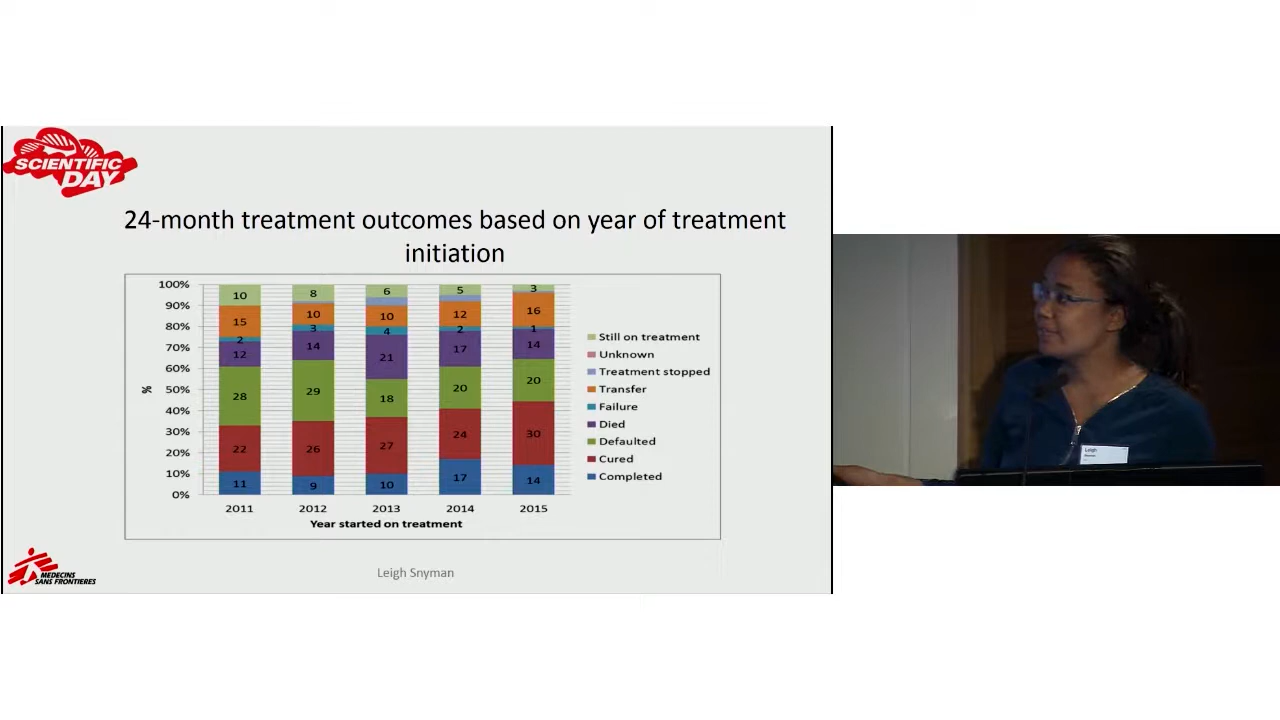 SCIENTIFIC
DAY
24-month treatment outcomes based on year of treatment
initiation
100%
90%
80%
70%
60%
50%
40%
30%
20%
10%
0%
%
10
15
2
12
28
22
11
8
10
3
14
29
26
9
6
10
4
21
18
27
10
5
12
2
17
20
24
17
3
16
1
14
20
30
14
2011 2012 2013 2014 2015
Year started on treatment
Still on treatment
Unknown
Treatment stopped
Transfer
Failure
Died
Defaulted
Cured
Completed
MEDECINS
SANS FRONTIERES
Leigh Snyman
Leigh